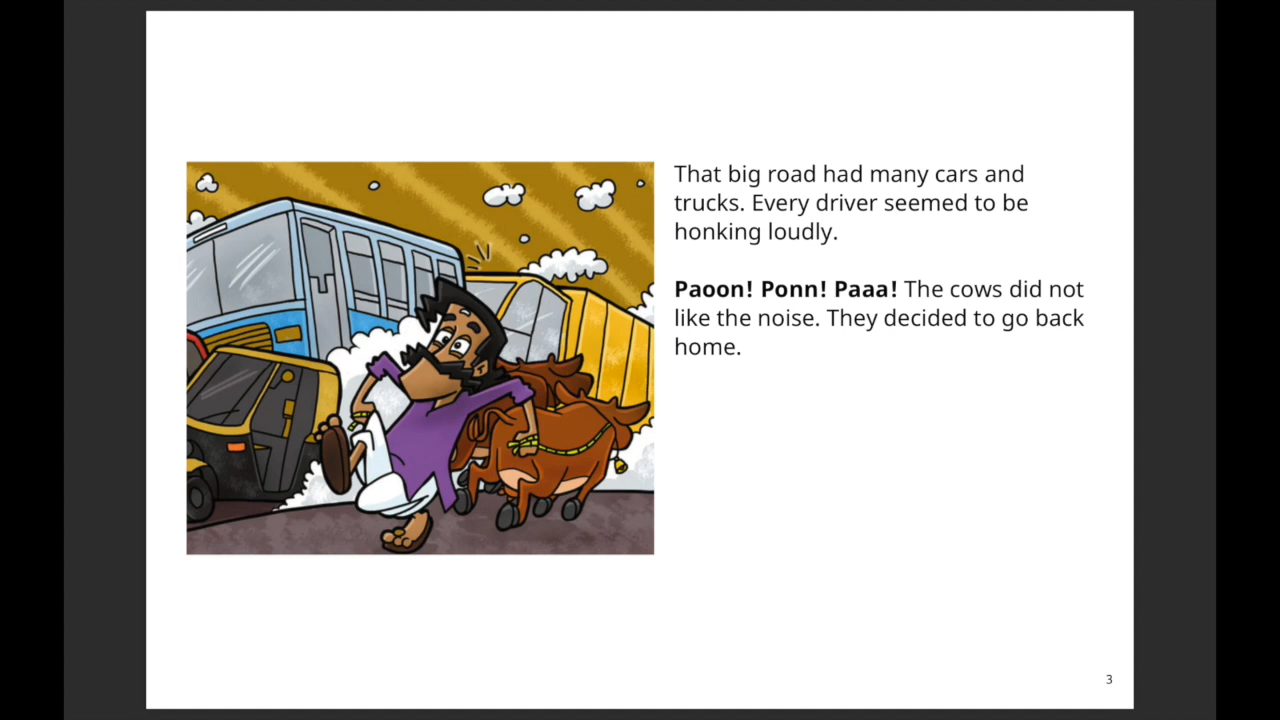 That big road had many cars and
trucks. Every driver seemed to be
honking loudly.
Paoon! Ponn! Paaa! The cows did not
like the noise. They decided to go back
home.
3